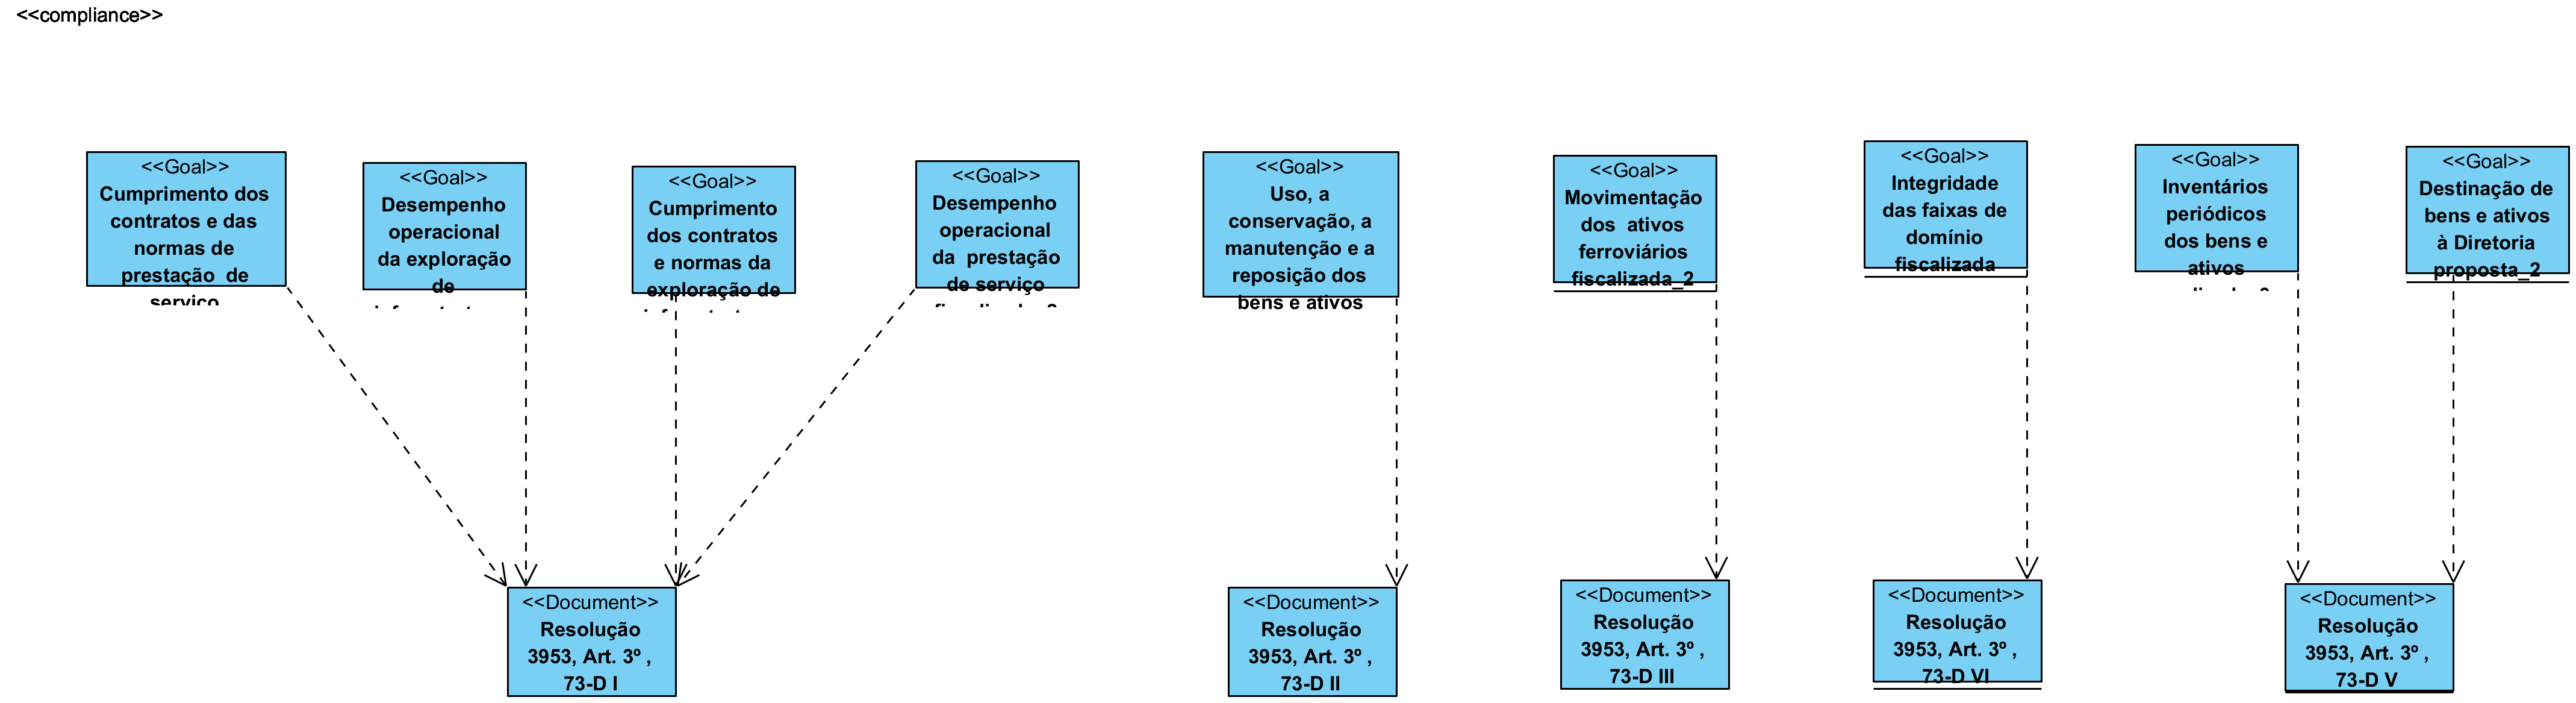 <<compliance>>
<<Goal>>
Cumprimento dos
contratos e das
normas de
prestação de
serviço
<<Goal>>
Desempenho
operacional
da exploração
de
<<Goal>>
Cumprimento
dos contratos
e normas da
exploração de
<<Goal>>
Desempenho
operacional
da prestação
de serviço
<<Goal>>
Uso, a
conservação, a
manutenção e a
reposição dos
bens e ativos
<<Goal>>
Movimentação
dos ativos
ferroviários
fiscalizada_2
<<Goal>>
Integridade
das faixas de
domínio
fiscalizada
<<Goal>>
Inventários
periódicos
dos bens e
ativos
<<Goal>>
Destinação de
bens e ativos
à Diretoria
proposta_2
<<Document>>
Resolução
3953, Art. 3º ,
73-D I
<<Document>>
Resolução
3953, Art. 3º ,
73-D II
<<Document>>
Resolução
3953, Art. 3º ,
73-D III
<<Document>>
Resolução
3953, Art. 3º ,
73-D VI
<<Document>>
Resolução
3953, Art. 3º ,
73-D V